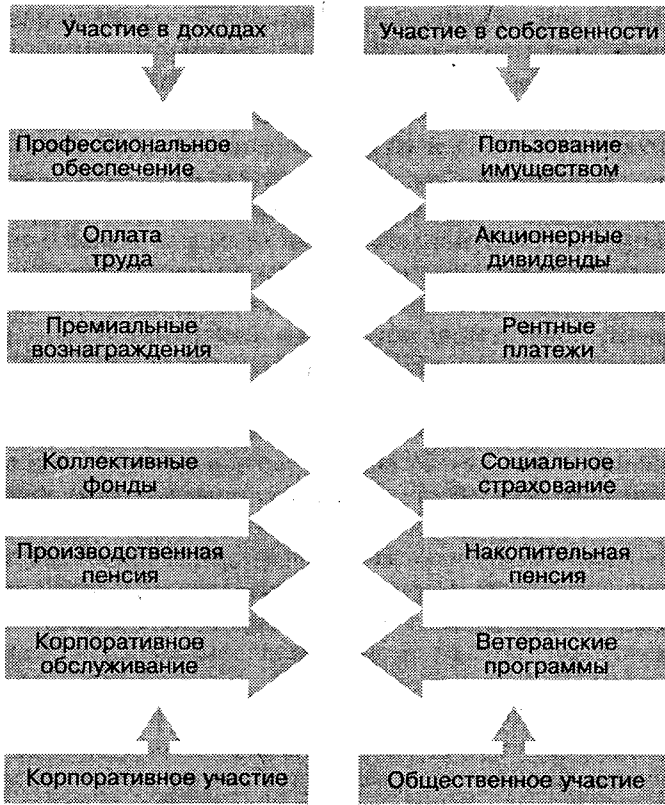 Участие в доходах
Участие в собственности
Профессиональное
обеспечение
Пользование
имуществом
Оплата
труда
Акционерные
дивиденды
Премиальные
вознаграждения
Рентные
платежи
Коллективные
фонды
Социальное
страхование
Производственная
пенсия
Накопительная
пенсия
Корпоративное
обслуживание
Ветеранские
программы
Корпоративное участие
Общественное участие